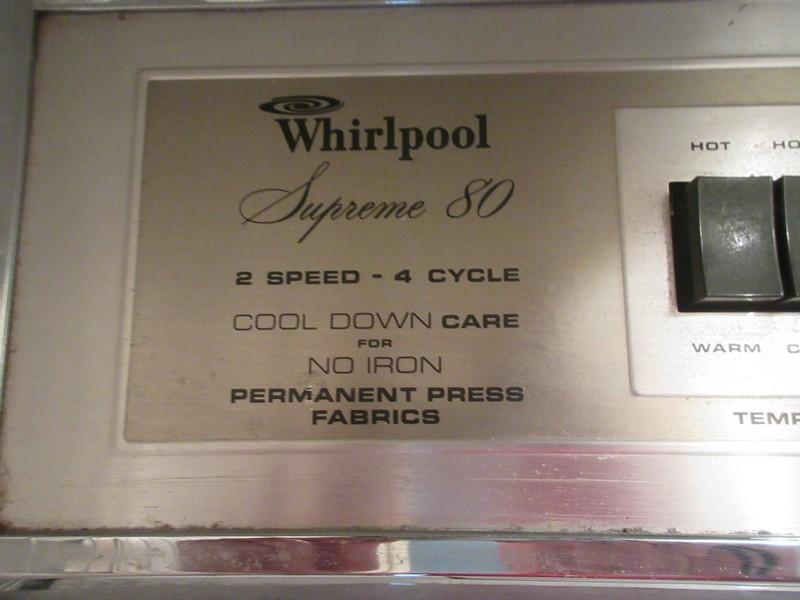 Whirlpool
Supreme 80
2 SPEED - 4 CYCLE
COOL DOWN CARE
FOR
NO IRON
PERMANENT PRESS
FABRICS
HOT
WARM